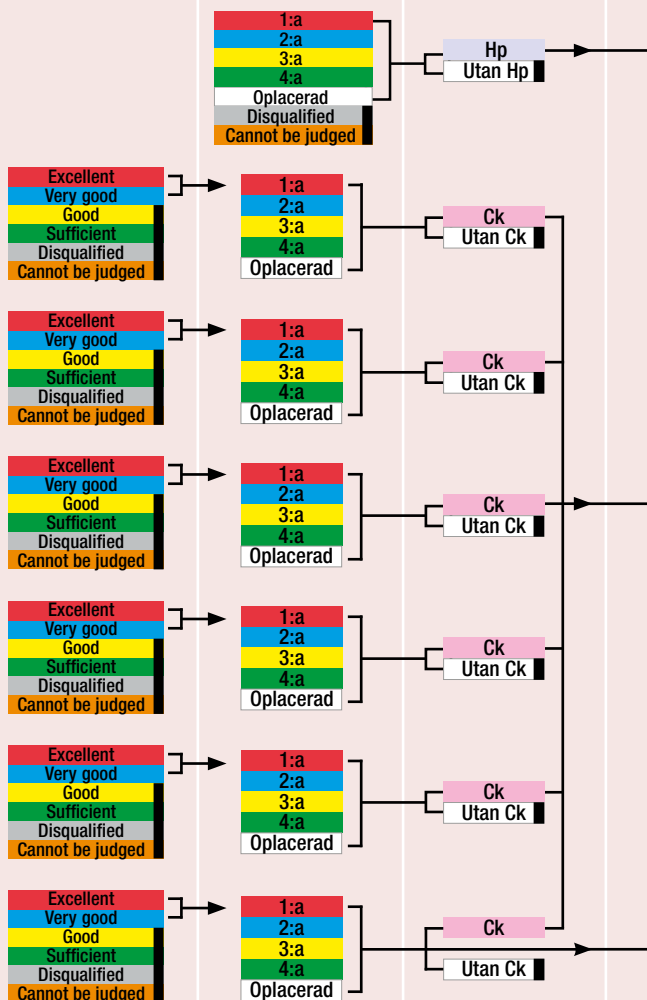 1:a
2:a
3:a
4:a
Oplacerad
Disqualified
Cannot be judged
Hp
Utan Hp
Excellent
Very good
Good
Sufficient
Disqualified
Cannot be judged
1:a
2:a
3:a
4:a
Oplacerad
Ck
Utan Ck
Excellent
Very good
Good
Sufficient
Disqualified
Cannot be judged
1:a
2:a
3:a
4:a
Oplacerad
Ck
Utan Ck
Excellent
Very good
Good
Sufficient
Disqualified
Cannot be judged
1:a
2:a
3:a
4:a
Oplacerad
Ck
Utan Ck
Excellent
Very good
Good
Sufficient
Disqualified
Cannot be judged
1:a
2:a
3:a
4:a
Oplacerad
Ck
Utan Ck
Excellent
Very good
Good
Sufficient
Disqualified
Cannot be judged
1:a
2:a
3:a
4:a
Oplacerad
Ck
Utan Ck
Excellent
Very good
Good
Sufficient
Disqualified
Cannot be judged
1:a
2:a
3:a
4:a
Oplacerad
Ck
Utan Ck